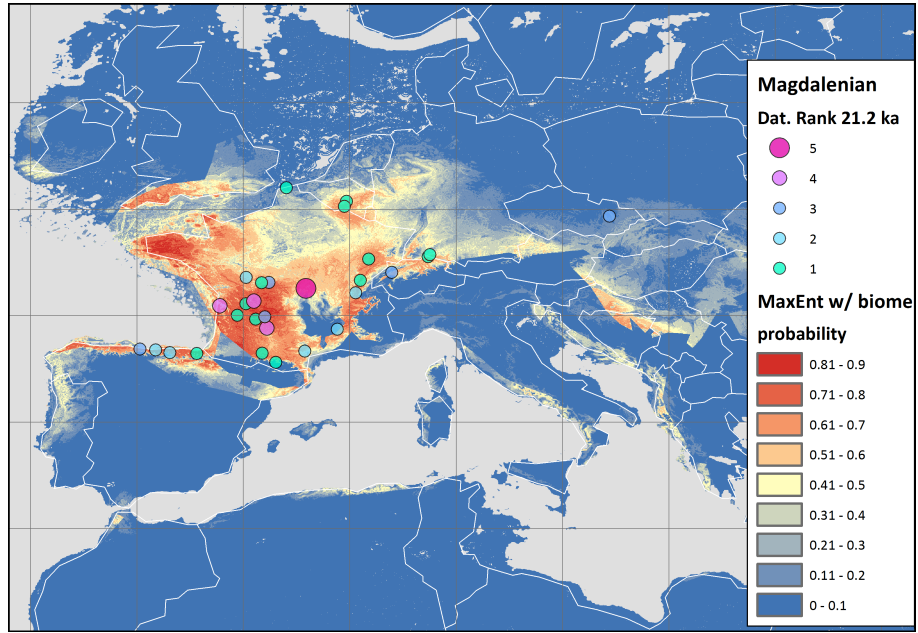 Magdalenian
Dat. Rank 21.2 ka
5
4
3
2
1
MaxEnt w/ biome
probability
0.81 - 0.9
0.71 - 0.8
0.61 - 0.7
0.51 - 0.6
0.41 - 0.5
0.31 - 0.4
0.21 - 0.3
0.11 - 0.2
0 - 0.1